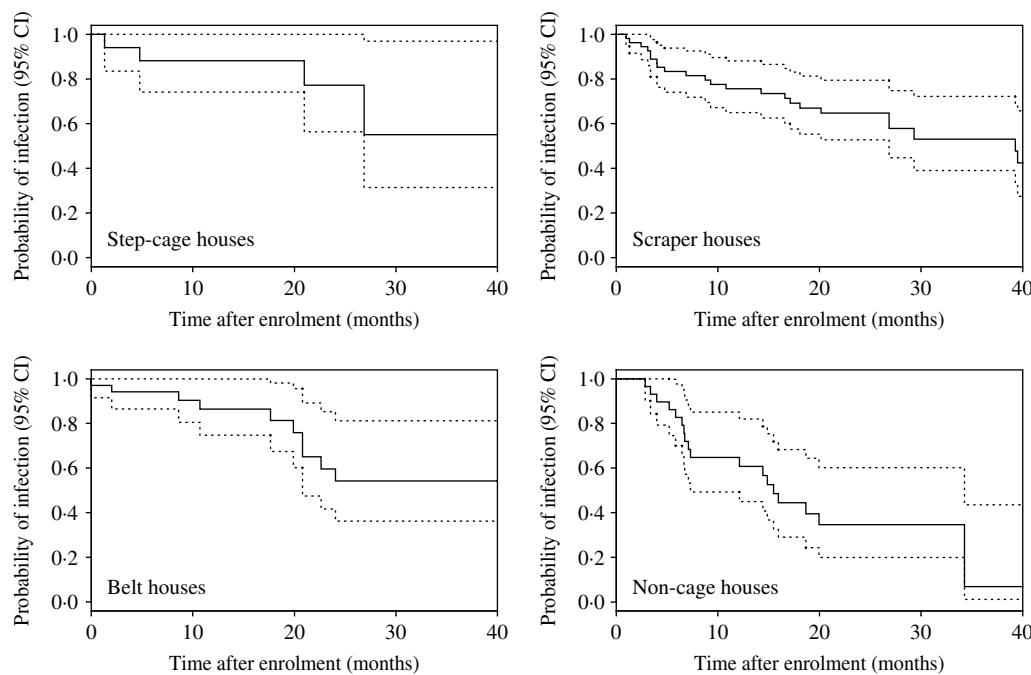 Probability of infection (95% CI)
1·0
0·8
0·6
0·4
0·2
0·0
Step-cage houses
0 10 20 30 40
Time after enrolment (months)
Probability of infection (95% CI)
1·0
0·8
0·6
0·4
0·2
0·0
Scraper houses
0 10 20 30 40
Time after enrolment (months)
Probability of infection (95% CI)
1·0
0·8
0·6
0·4
0·2
0·0
Belt houses
0 10 20 30 40
Time after enrolment (months)
Probability of infection (95% CI)
1·0
0·8
0·6
0·4
0·2
0·0
Non-cage houses
0 10 20 30 40
Time after enrolment (months)